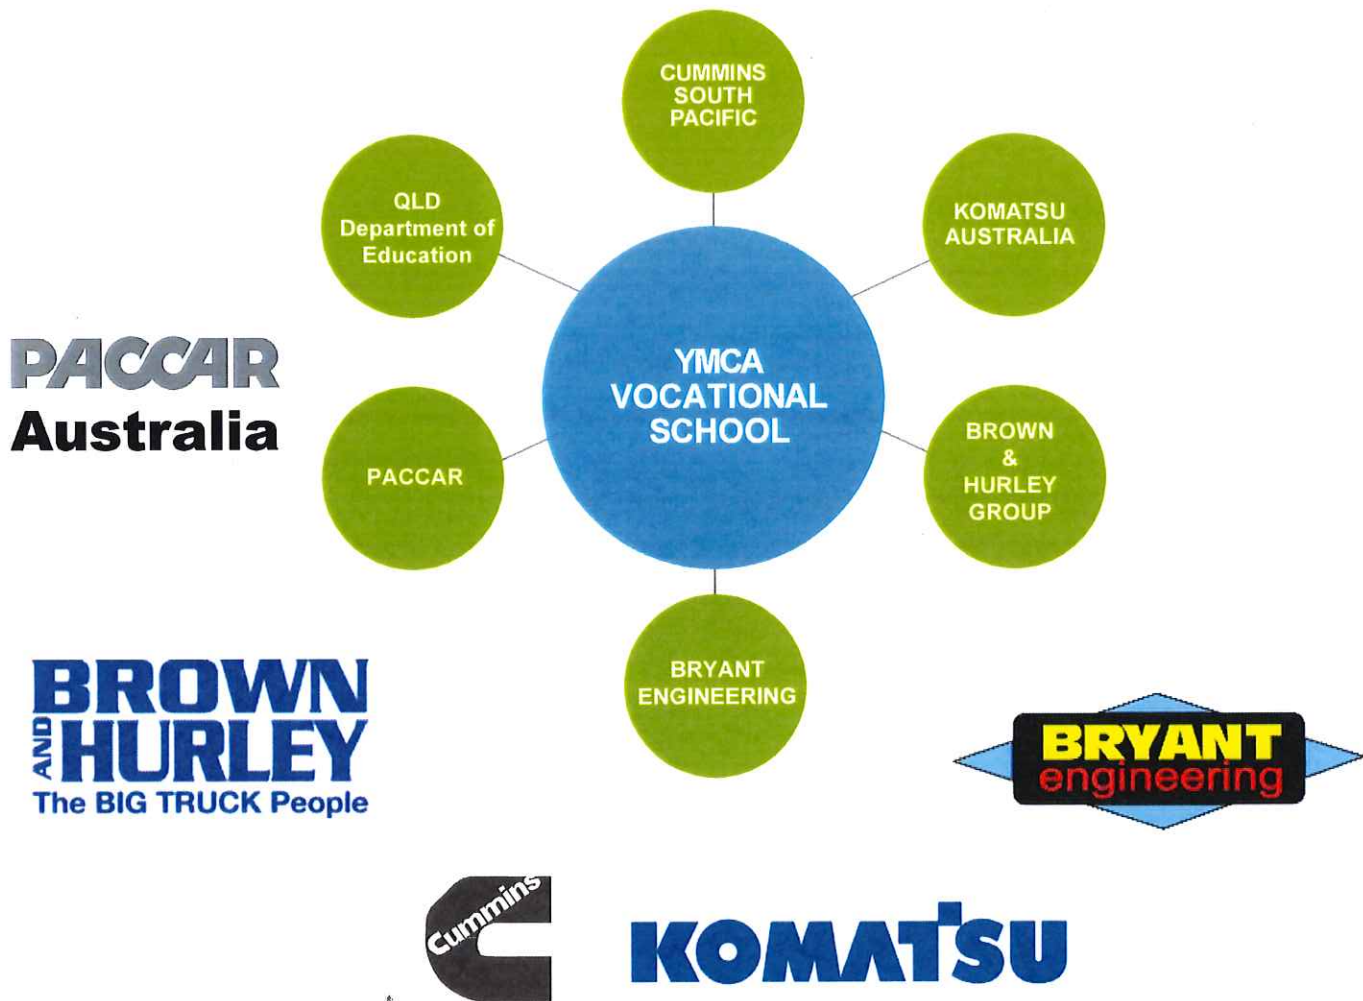 CUMMINS
SOUTH
PACIFIC
QLD
Department of
Education
KOMATSU
AUSTRALIA
YMCA
VOCATIONAL
SCHOOL
PACCAR
Australia
PACCAR
BROWN
&
HURLEY
GROUP
BRYANT
ENGINEERING
BROWN
AND HURLEY
The BIG TRUCK People
BRYANT
engineering
Cummins
KOMATSU